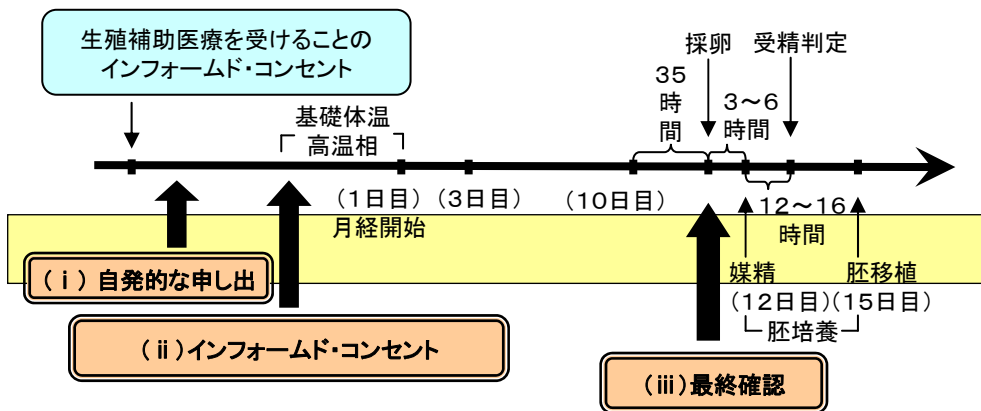 生殖補助医療を受けることの
インフォームド・コンセント
基礎体温
高温相
35
時
間
採卵
受精判定
3～6
時間
(1日目)
月経開始
(3日目)
(10日目)
12～16
時間
媒精
(12日目)
胚移植
(15日目)
胚培養
(ⅰ) 自発的な申し出
(ⅱ)インフォームド・コンセント
(ⅲ)最終確認